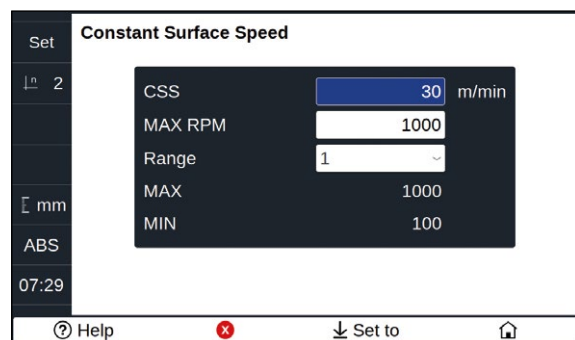 Set
Constant Surface Speed
n 2
CSS 30 m/min
MAX RPM 1000
Range 1
MAX 1000
mm
MIN 100
ABS
07:29
? Help X Set to